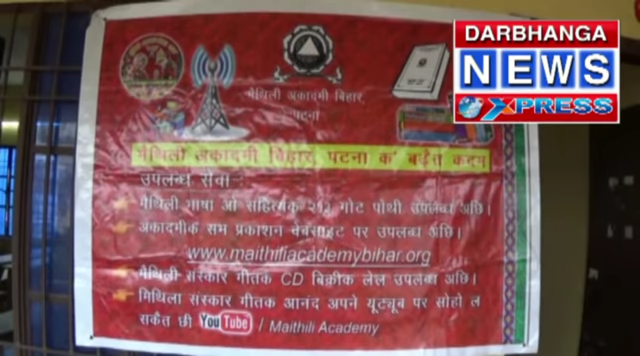 DARBHANGA
NEWS
XPRESS
मैथिली अकादमी बिहार,
पटना
मैथिली अकादमी बिहार, पटना क' बढ़ैत कदम
उपलब्ध सेवा :
मैथिली भाषा ओ साहित्यक 212 गोट पोथी उपलब्ध अछि।
अकादमीक सभ प्रकाशन वेबसाइट पर उपलब्ध अछि।
www.maithiliacademybihar.org
मैथिली संस्कार गीतक CD बिक्रीक लेल उपलब्ध अछि।
मिथिला संस्कार गीतक आनंद अपने यूट्यूब पर सोहो ल
सकैत छी YouTube / Maithili Academy